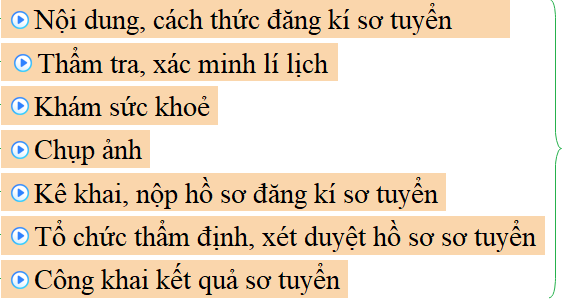 Nội dung, cách thức đăng kí sơ tuyển
Thẩm tra, xác minh lí lịch
Khám sức khoẻ
Chụp ảnh
Kê khai, nộp hồ sơ đăng kí sơ tuyển
Tổ chức thẩm định, xét duyệt hồ sơ sơ tuyển
Công khai kết quả sơ tuyển